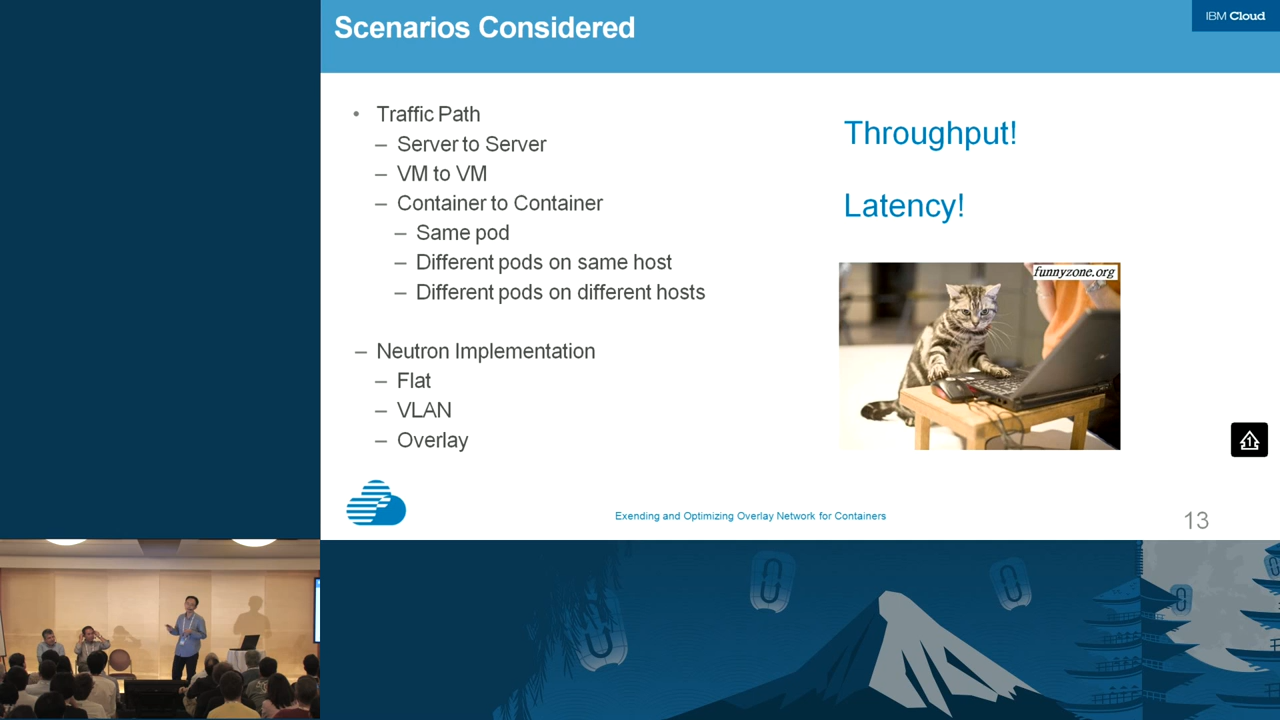 Scenarios Considered
IBM Cloud
• Traffic Path
– Server to Server
– VM to VM
– Container to Container
– Same pod
– Different pods on same host
– Different pods on different hosts
– Neutron Implementation
– Flat
– VLAN
– Overlay
Throughput!
Latency!
funnyzone.org
Exending and Optimizing Overlay Network for Containers
13